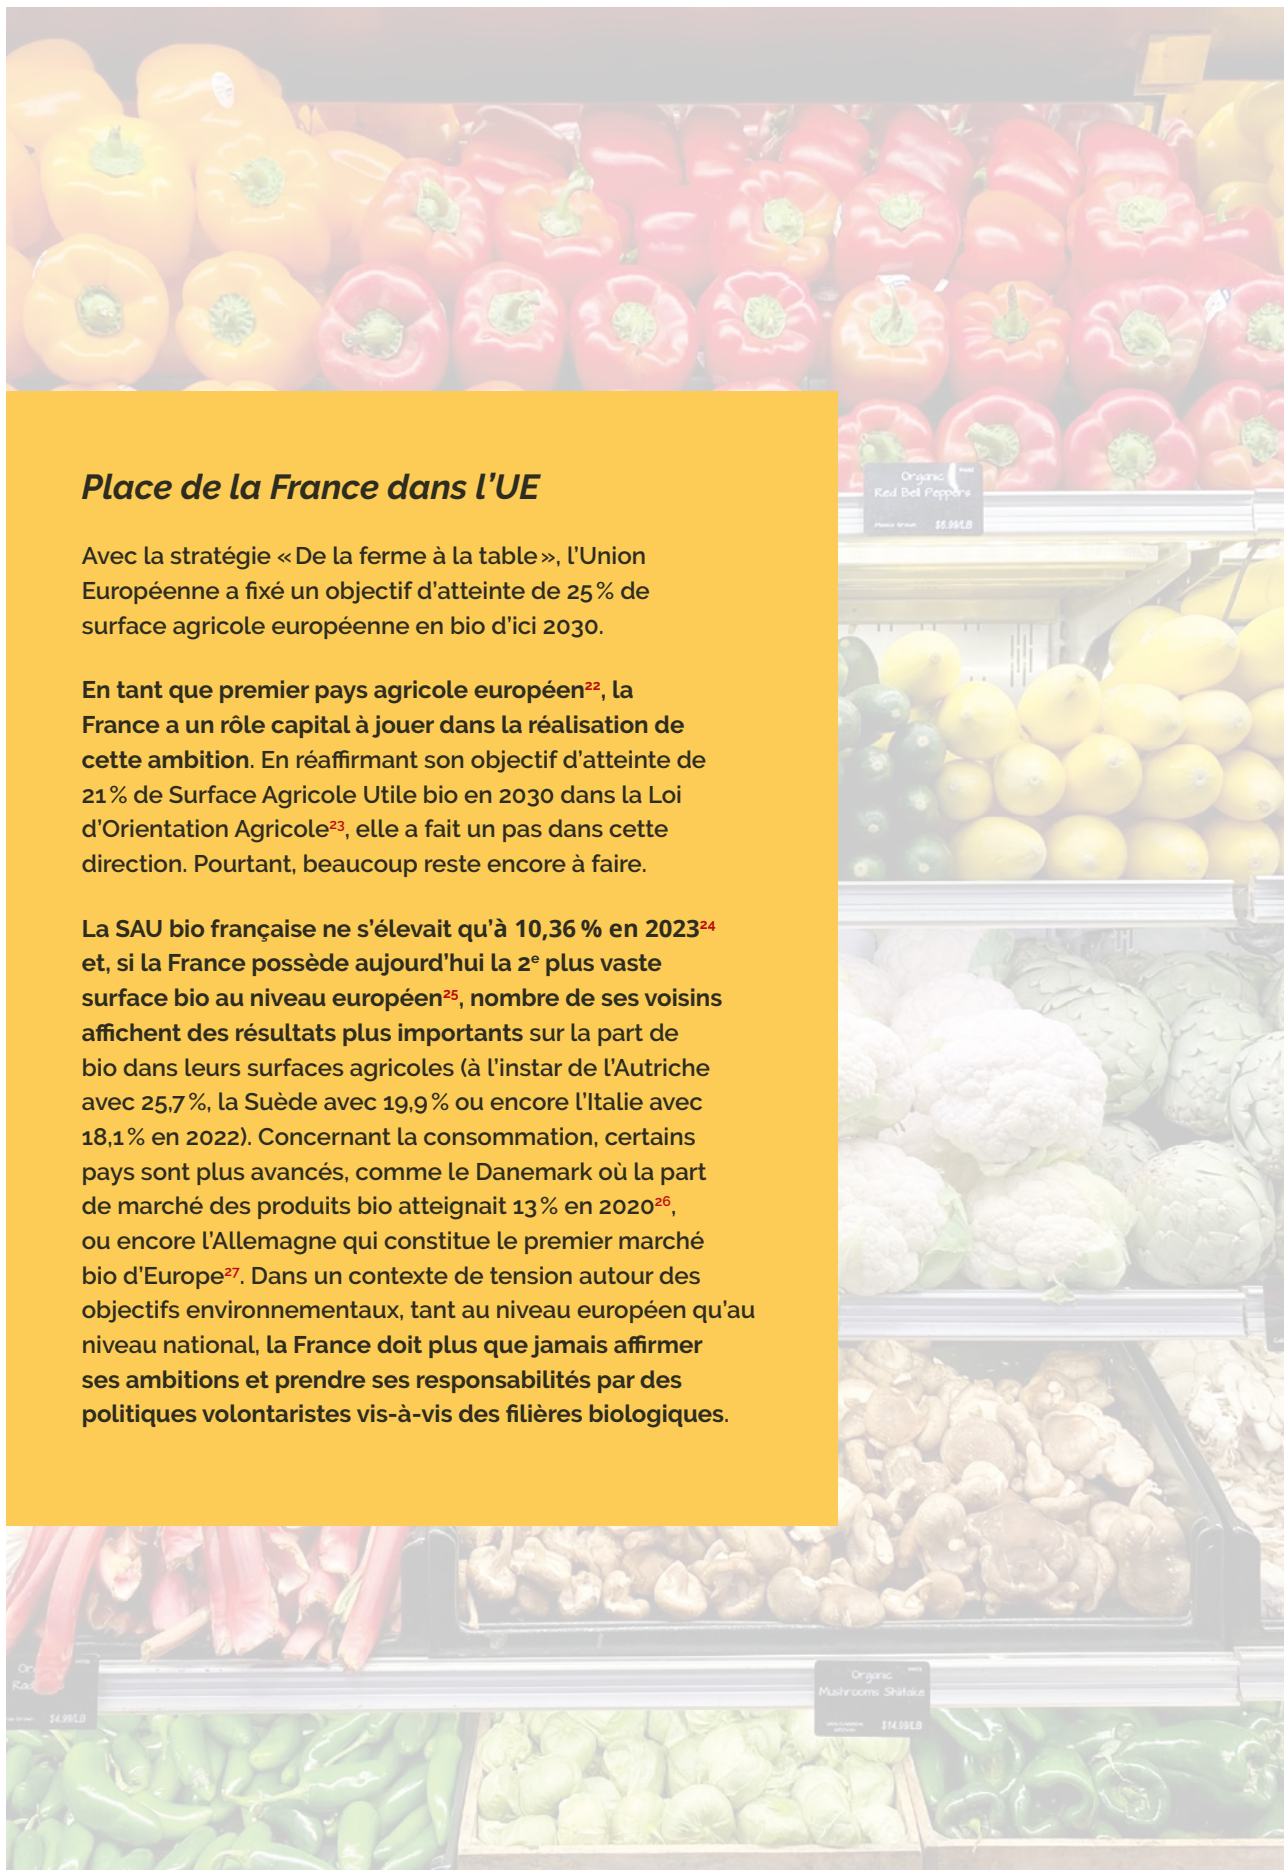 Organic
Red Bell Peppers
$6.99/LB
Place de la France dans l’UE
Avec la stratégie « De la ferme à la table », l’Union
Européenne a fixé un objectif d’atteinte de 25 % de
surface agricole européenne en bio d’ici 2030.
En tant que premier pays agricole européen22, la
France a un rôle capital à jouer dans la réalisation de
cette ambition. En réaffirmant son objectif d’atteinte de
21 % de Surface Agricole Utile bio en 2030 dans la Loi
d’Orientation Agricole23, elle a fait un pas dans cette
direction. Pourtant, beaucoup reste encore à faire.
La SAU bio française ne s’élevait qu’à 10,36 % en 202324
et, si la France possède aujourd’hui la 2e plus vaste
surface bio au niveau européen25, nombre de ses voisins
affichent des résultats plus importants sur la part de
bio dans leurs surfaces agricoles (à l’instar de l’Autriche
avec 25,7 %, la Suède avec 19,9 % ou encore l’Italie avec
18,1 % en 2022). Concernant la consommation, certains
pays sont plus avancés, comme le Danemark où la part
de marché des produits bio atteignait 13 % en 202026,
ou encore l’Allemagne qui constitue le premier marché
bio d’Europe27. Dans un contexte de tension autour des
objectifs environnementaux, tant au niveau européen qu’au
niveau national, la France doit plus que jamais affirmer
ses ambitions et prendre ses responsabilités par des
politiques volontaristes vis-à-vis des filières biologiques.
$4.99/LB
Organic
Mushrooms Shiitake
$14.99/LB